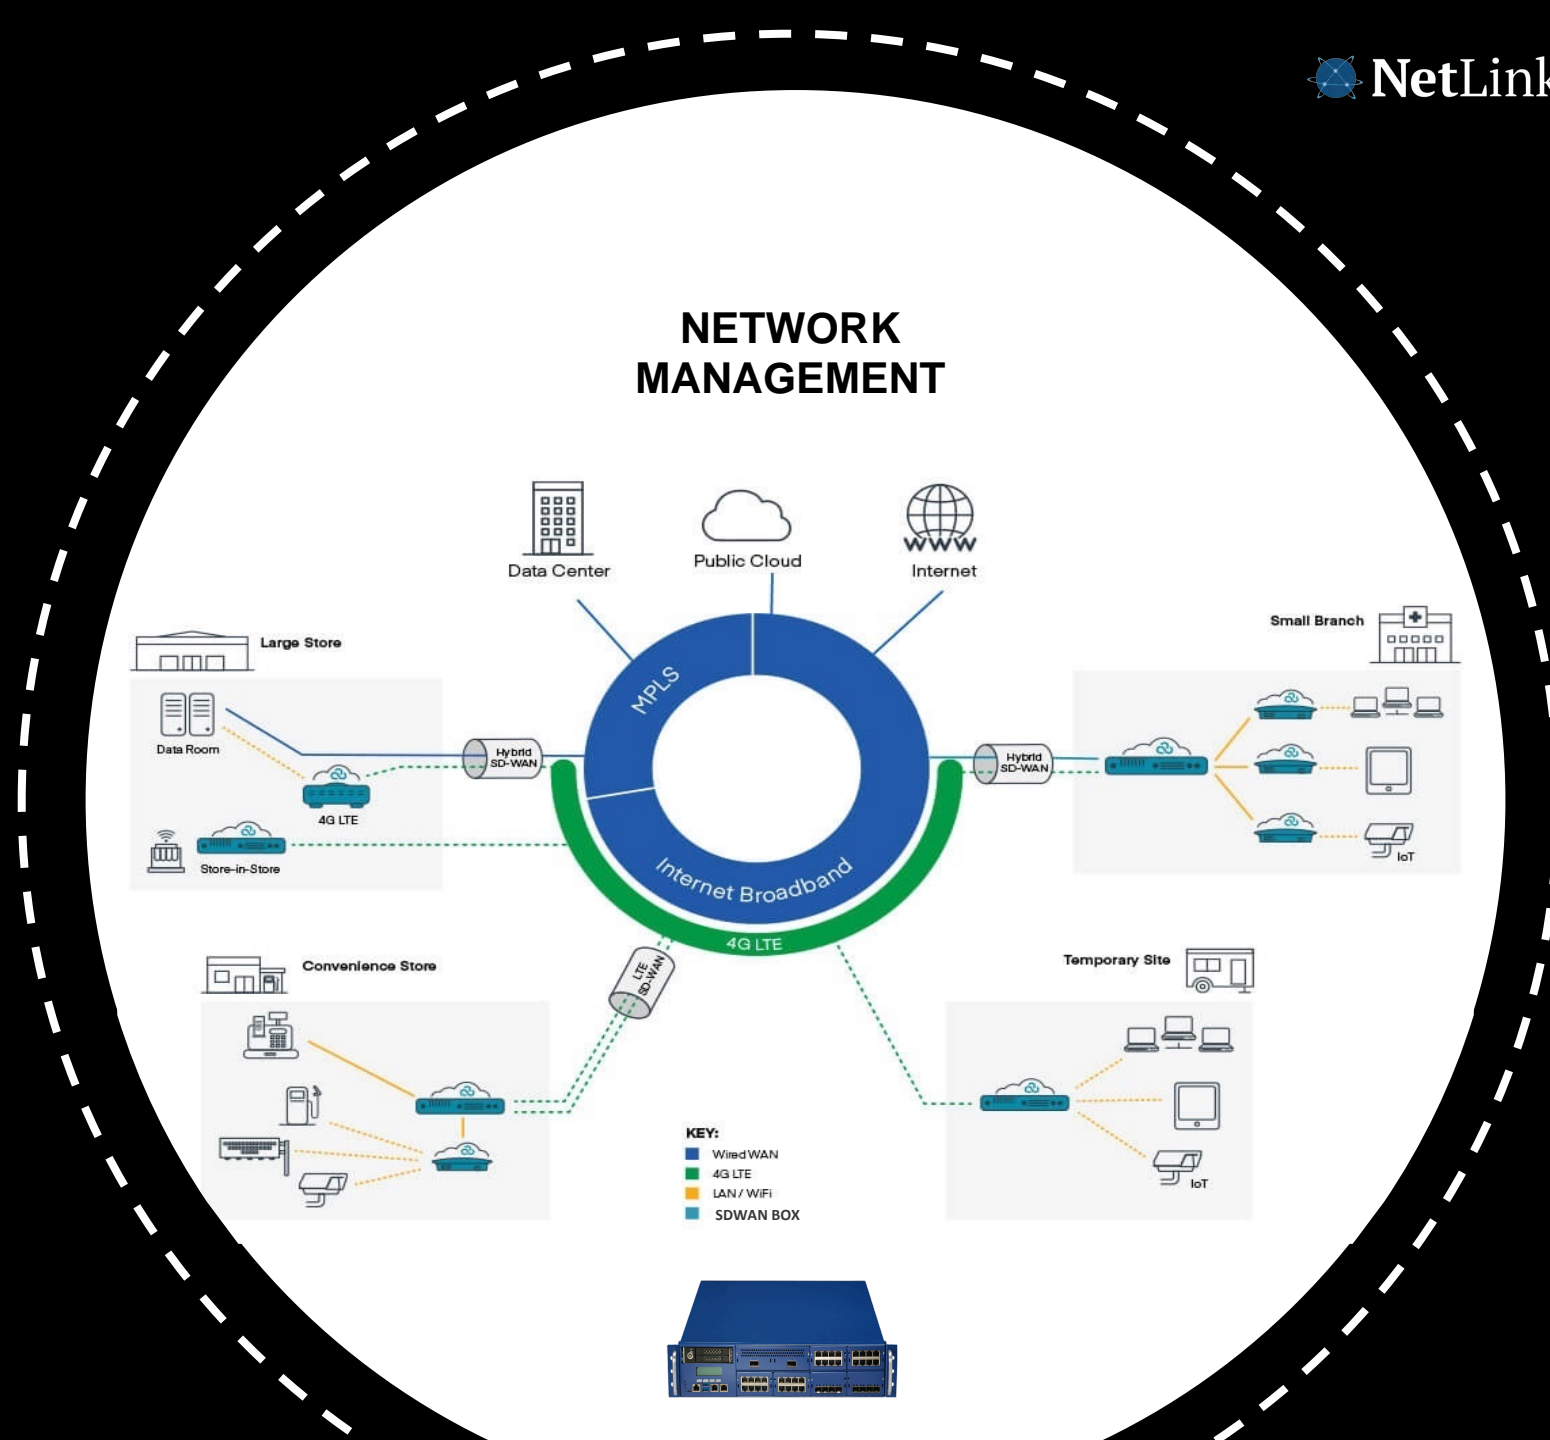 NetLink
NETWORK
MANAGEMENT
WWW
Data Center
Public Cloud
Internet
Large Store
Small Branch
MPLS
Data Room
Hybrid
SD-WAN
Hybrid
SD-WAN
4G LTE
Store-in-Store
IoT
Internet Broadband
4G LTE
Convenience Store
LTE
SD-WAN
Temporary Site
KEY:
Wired WAN
4G LTE
LAN / WiFi
SDWAN BOX
IoT